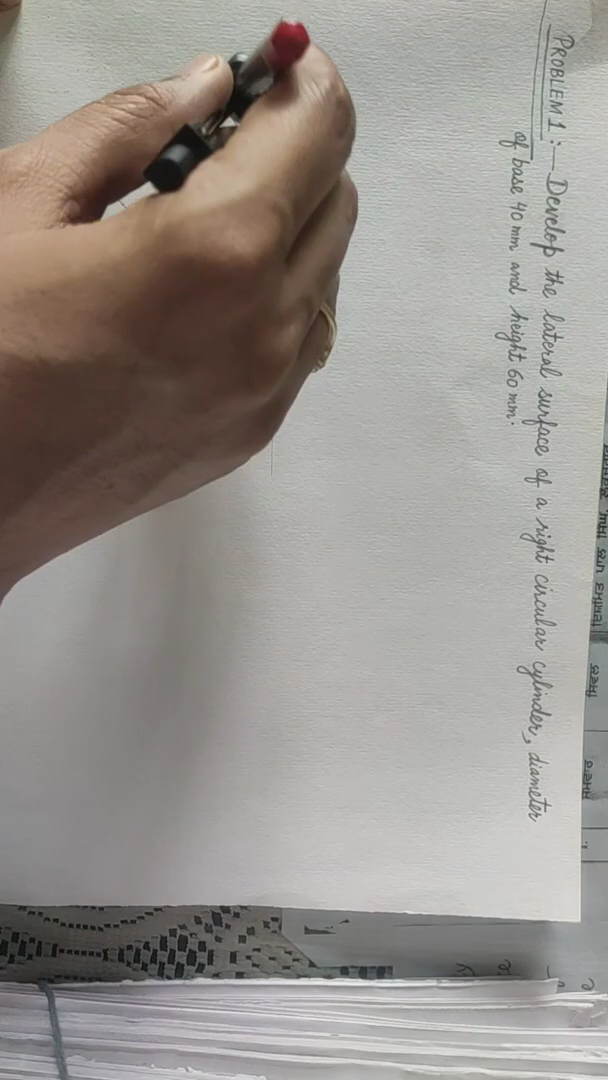 PROBLEM 1 :- Develop the lateral surface of a right circular cylinder, diameter
of base 40 mm and height 60 mm.